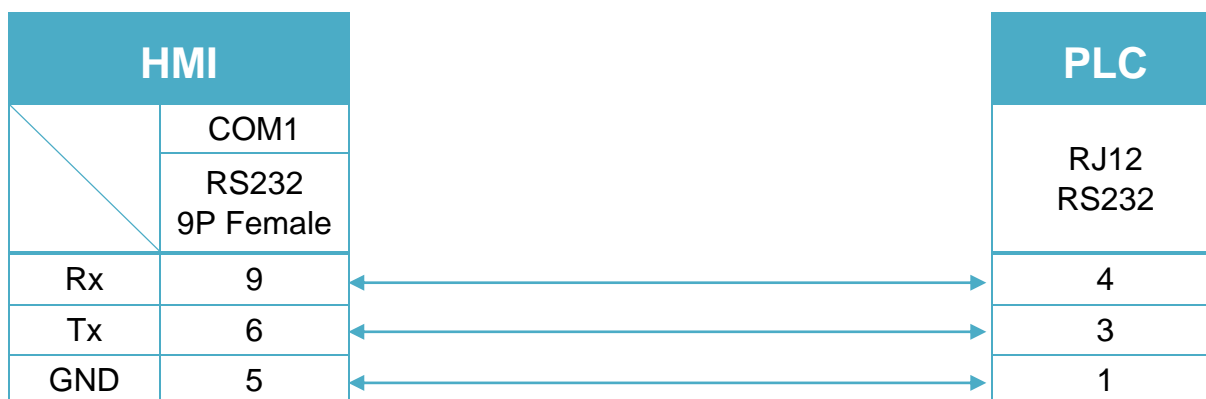 HMI PLC
COM1
RS232
9P Female
RJ12
RS232
Rx 9 4
Tx 6 3
GND 5 1